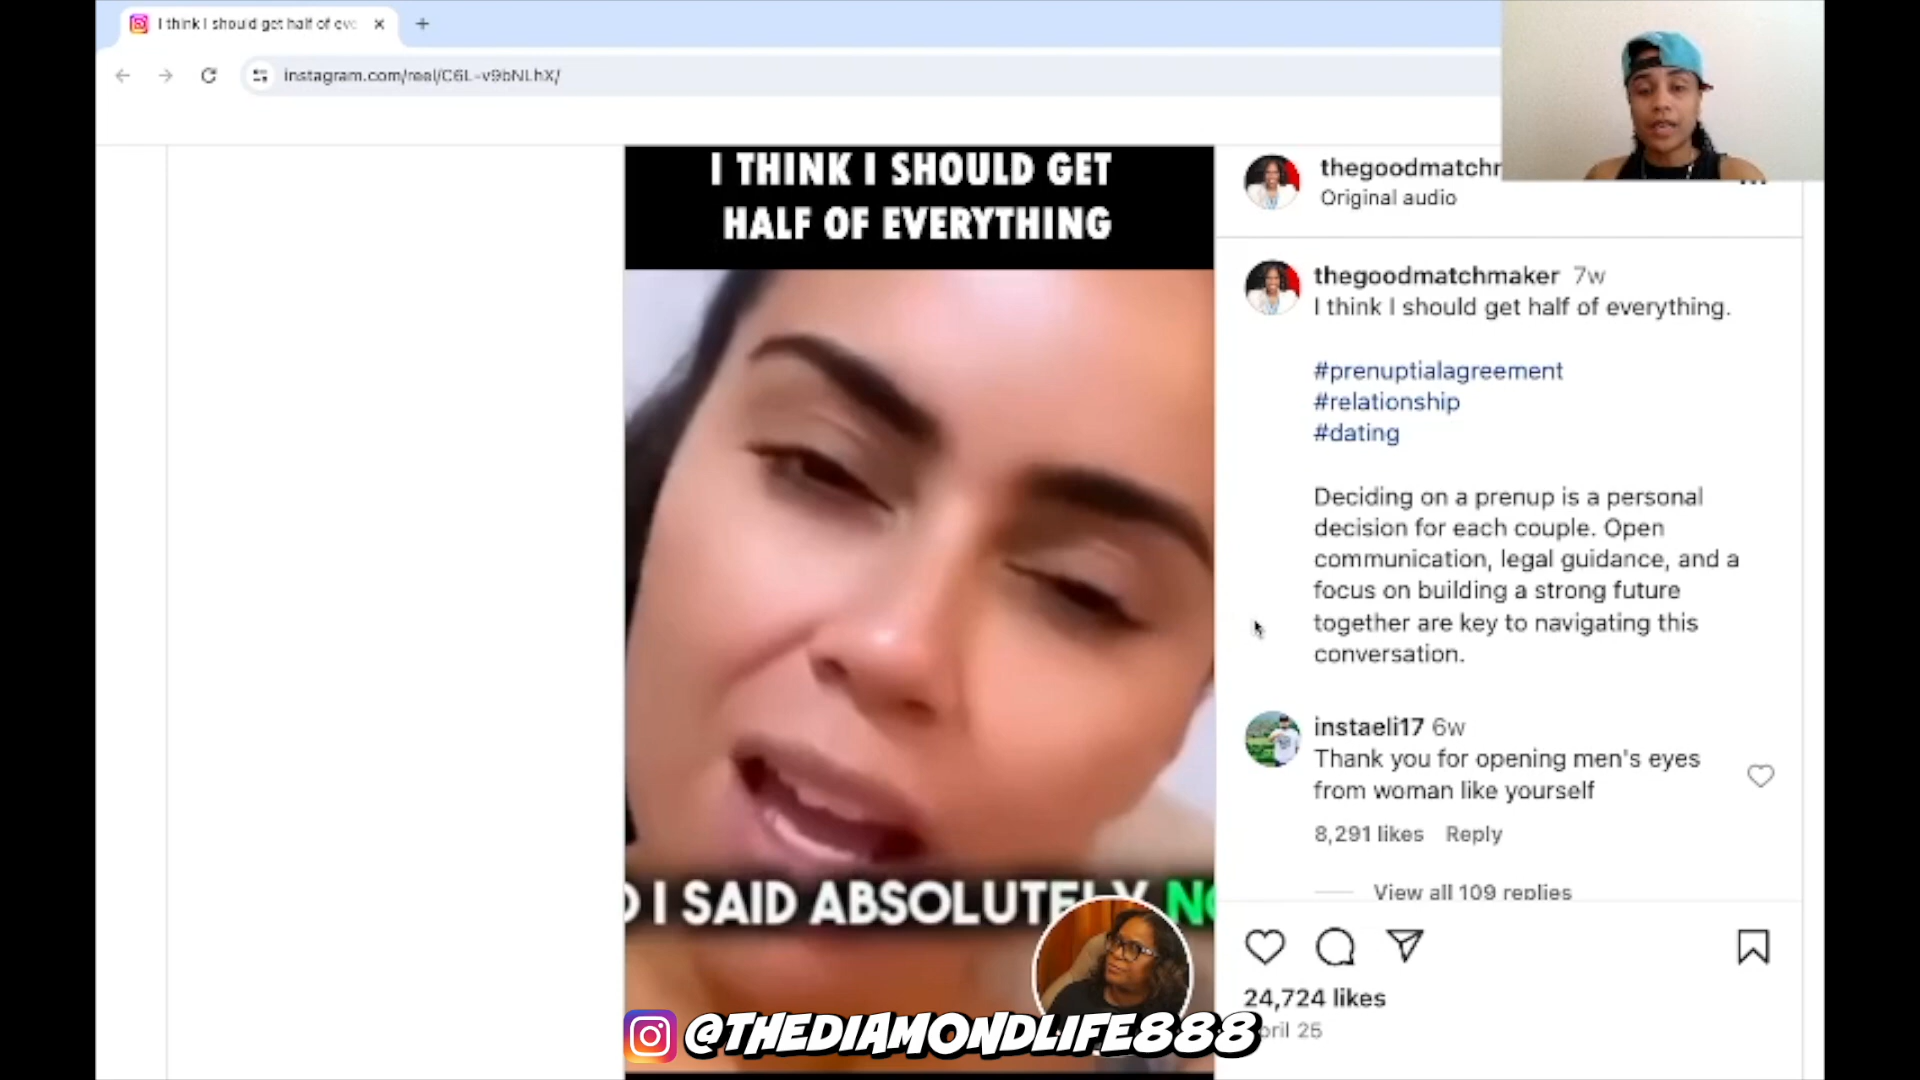 I think I should get half of eve
instagram.com/reel/C6L-v9bNLhX/
I THINK I SHOULD GET
HALF OF EVERYTHING
I SAID ABSOLUTELY
@THEDIAMONDLIFE888
thegoodmatchm
Original audio
thegoodmatchmaker 7w
I think I should get half of everything.
#prenuptialagreement
#relationship
#dating
Deciding on a prenup is a personal
decision for each couple. Open
communication, legal guidance, and a
focus on building a strong future
together are key to navigating this
conversation.
instaeli17 6w
Thank you for opening men's eyes
from woman like yourself
8,291 likes Reply
View all 109 replies
24,724 likes
pril 25